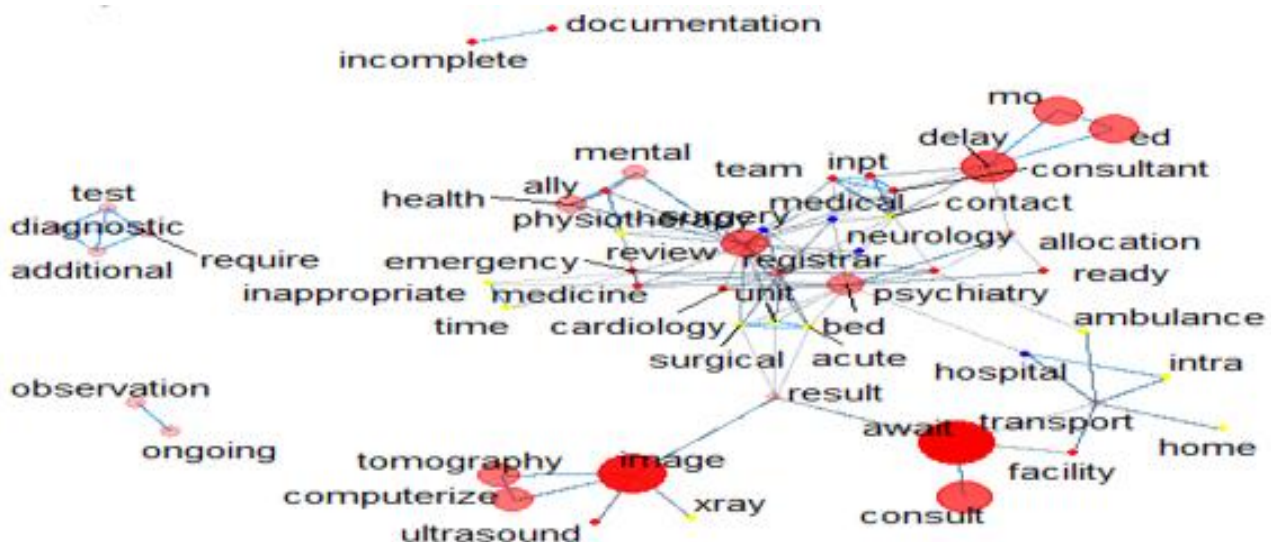 documentation
incomplete
mo
ed
delay
mental
team
inpt
consultant
test
ally
health
medical
contact
diagnostic
physiotherapy
surgery
neurology
allocation
additional
require
emergency
review
registrar
ready
inappropriate
medicine
unit
psychiatry
time
cardiology
bed
ambulance
surgical
acute
hospital
intra
observation
result
ongoing
await
transport
home
tomography
image
facility
computerize
xray
consult
ultrasound